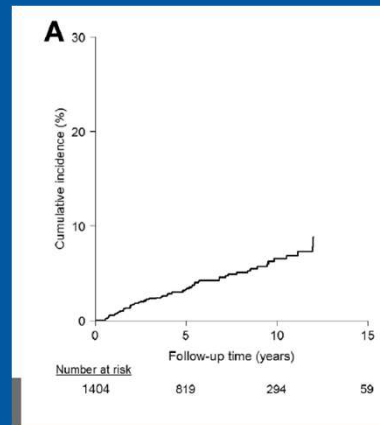 A
30
20
10
0
Cumulative incidence (%)
0 5 10 15
Follow-up time (years)
Number at risk
1404 819 294 59